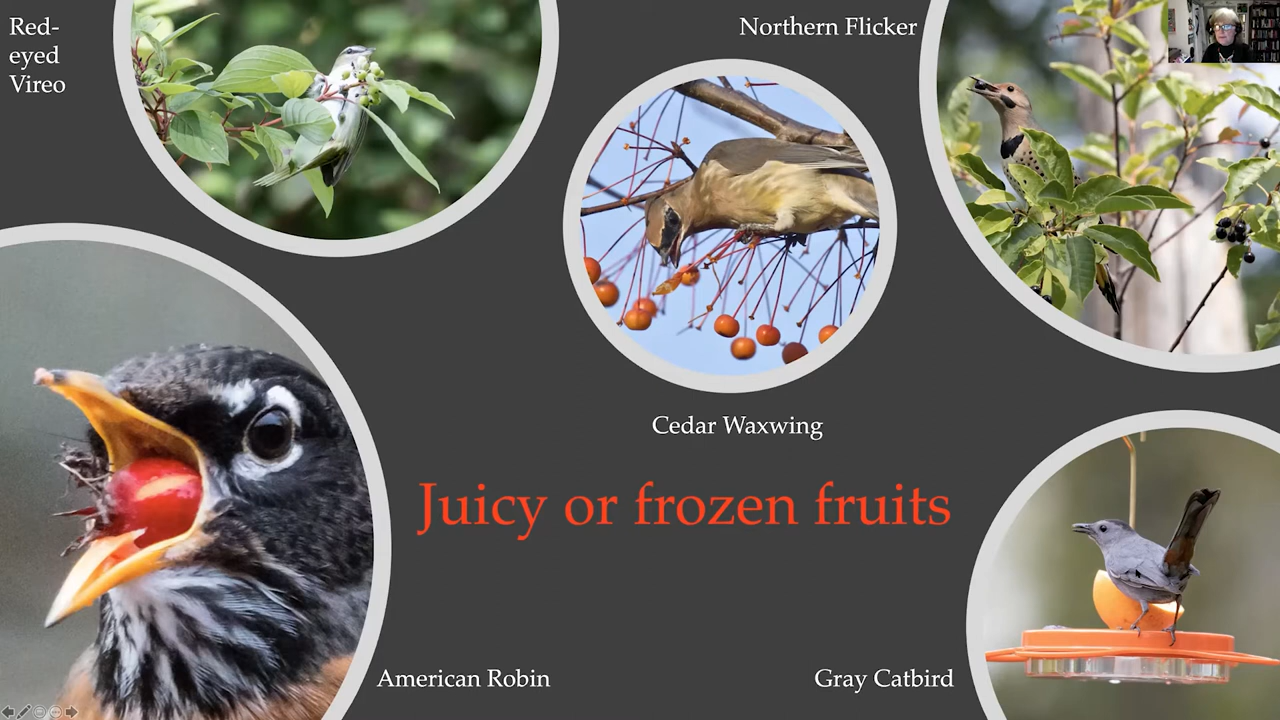 Red-
eyed
Vireo
Northern Flicker
Cedar Waxwing
Juicy or frozen fruits
American Robin
Gray Catbird